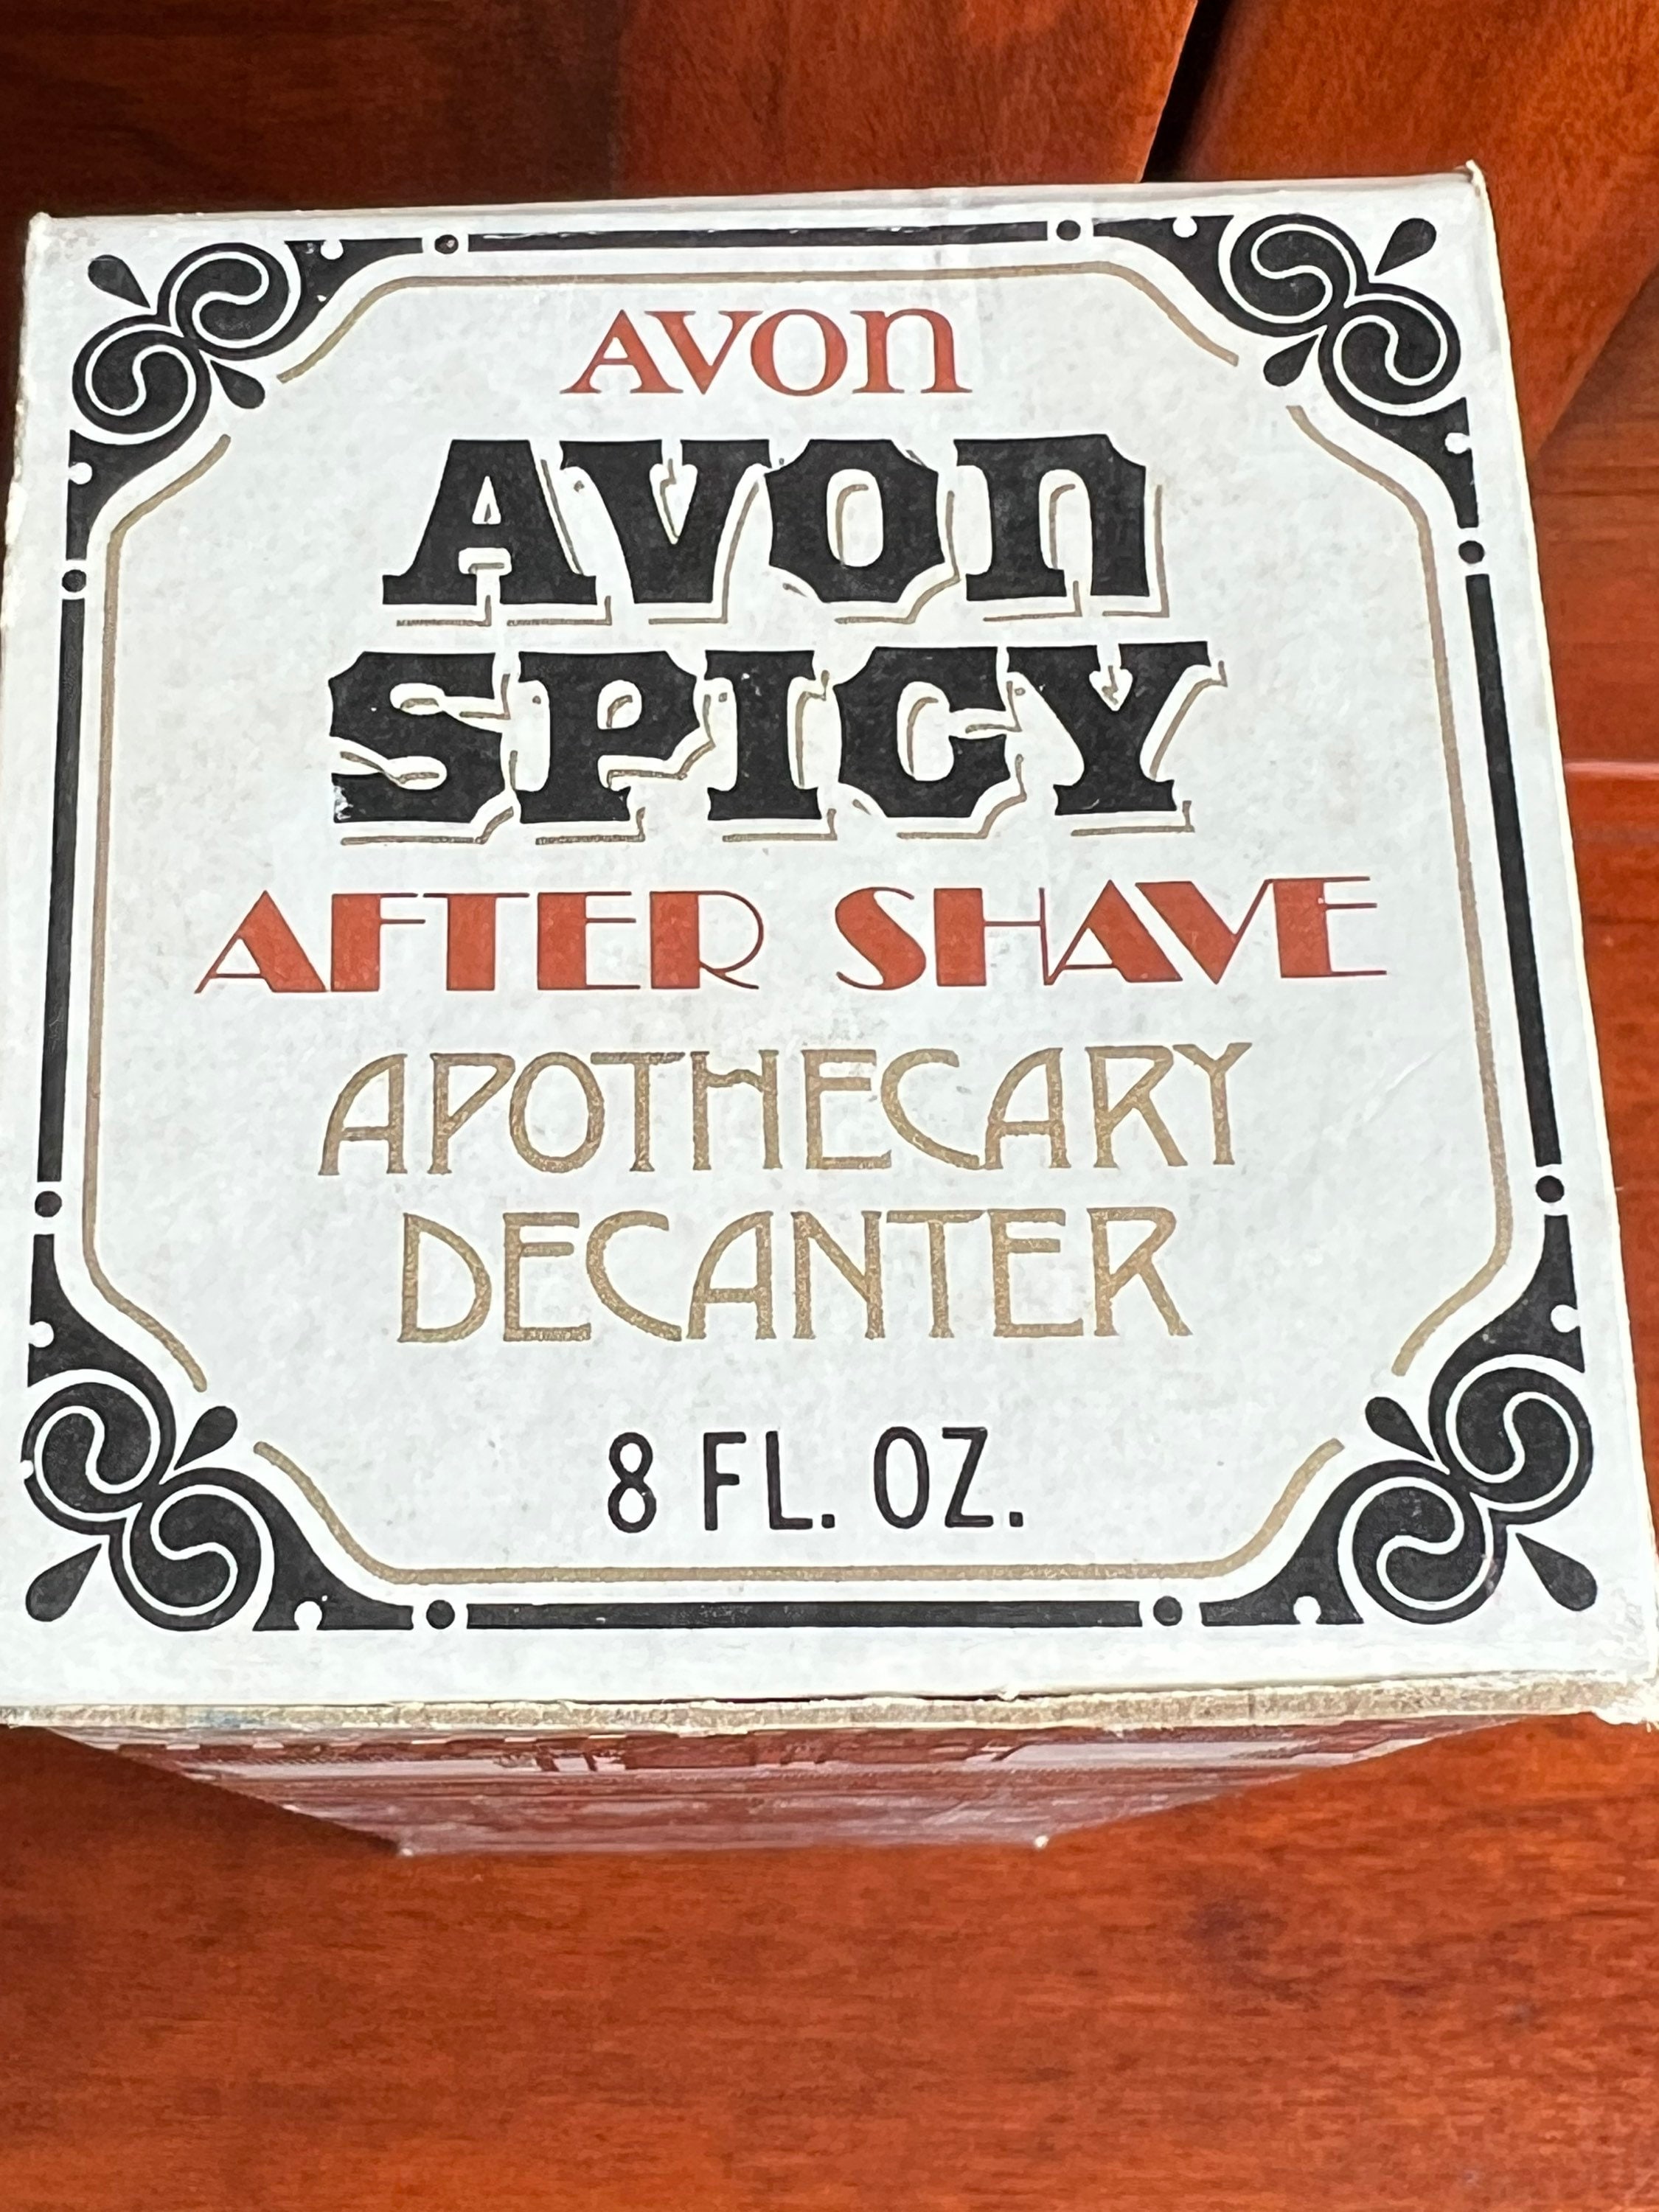 AVON
AVON
SPICY
AFTER SHAVE
APOTHECARY
DECANTER
8 FL. OZ.